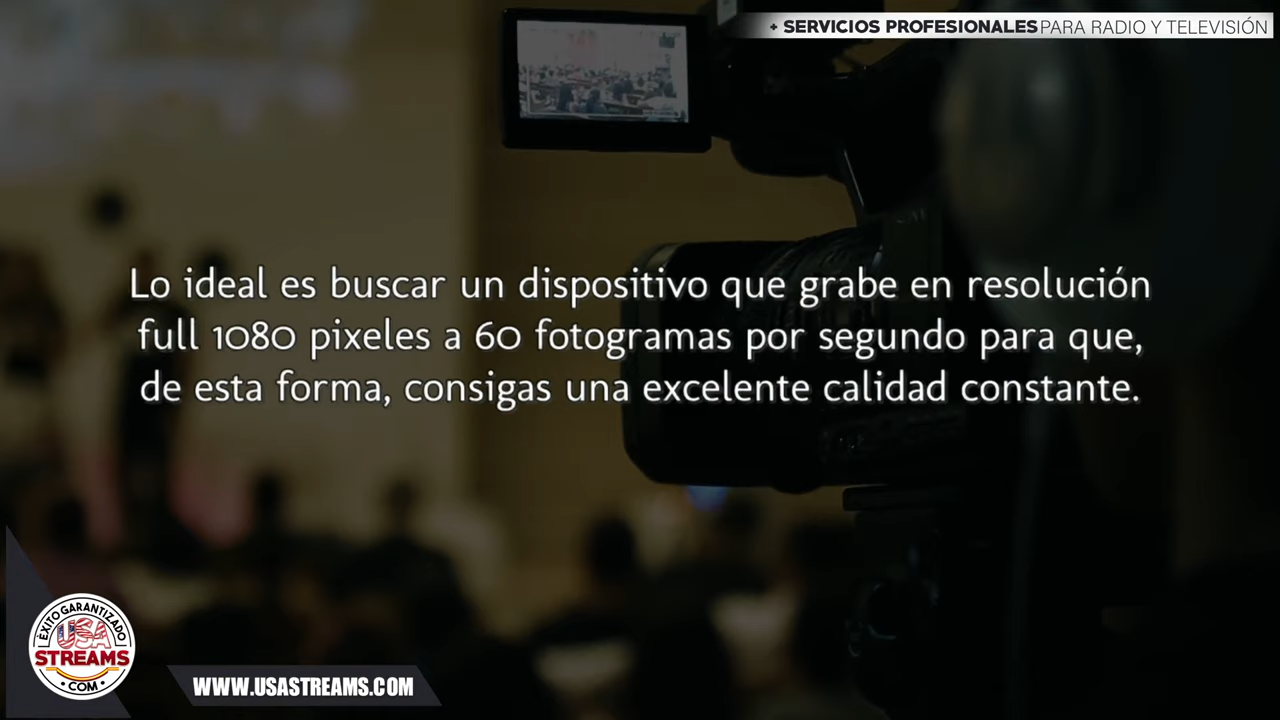 + SERVICIOS PROFESIONALES PARA RADIO Y TELEVISIÓN
Lo ideal es buscar un dispositivo que grabe en resolución
full 1080 pixeles a 60 fotogramas por segundo para que,
de esta forma, consigas una excelente calidad constante.
ÉXITO GARANTIZADO
USA
STREAMS
.COM
WWW.USASTREAMS.COM